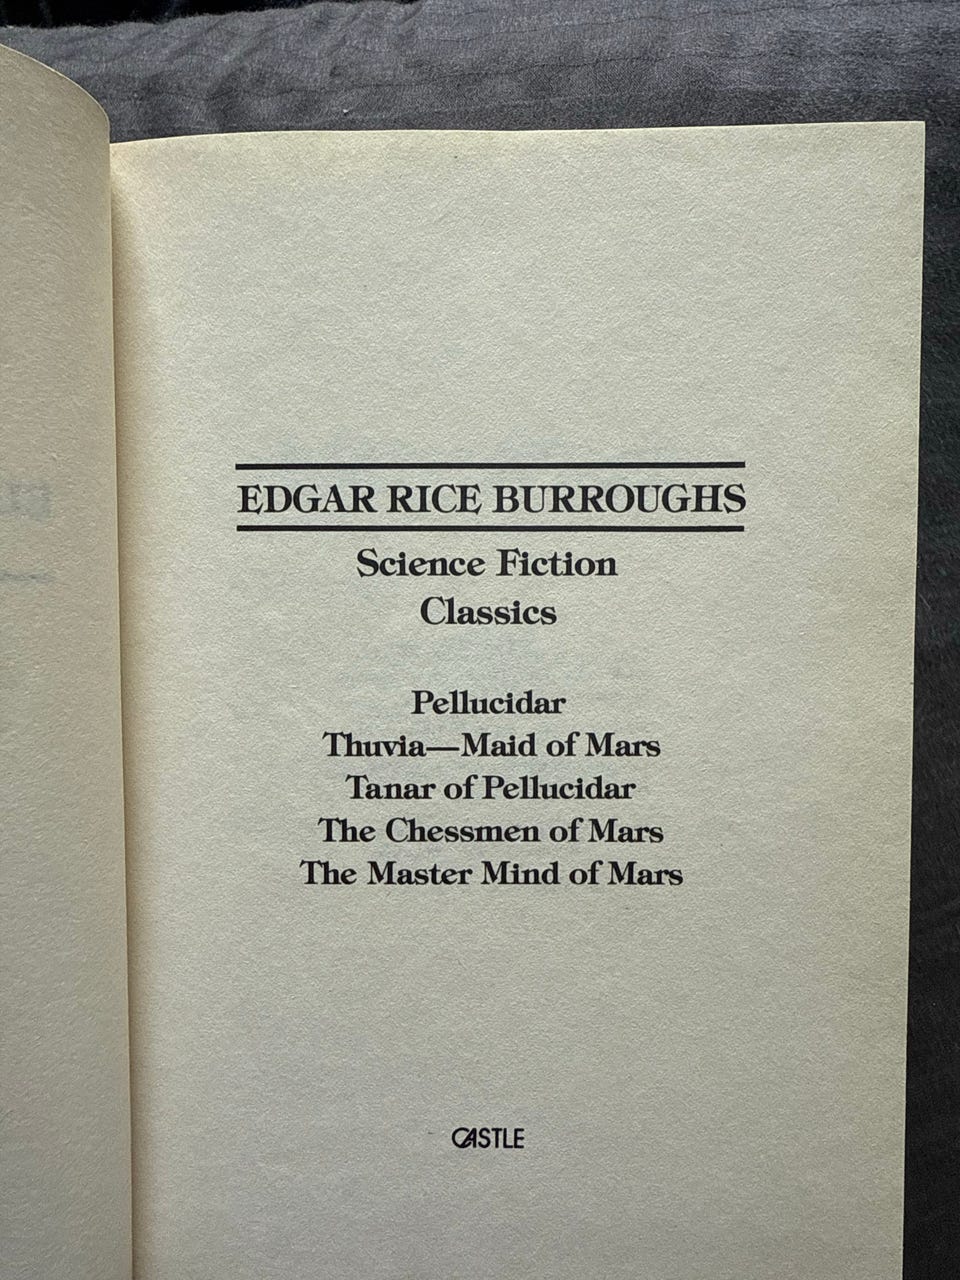 EDGAR RICE BURROUGHS
Science Fiction
Classics
Pellucidar
Thuvia—Maid of Mars
Tanar of Pellucidar
The Chessmen of Mars
The Master Mind of Mars
CASTLE